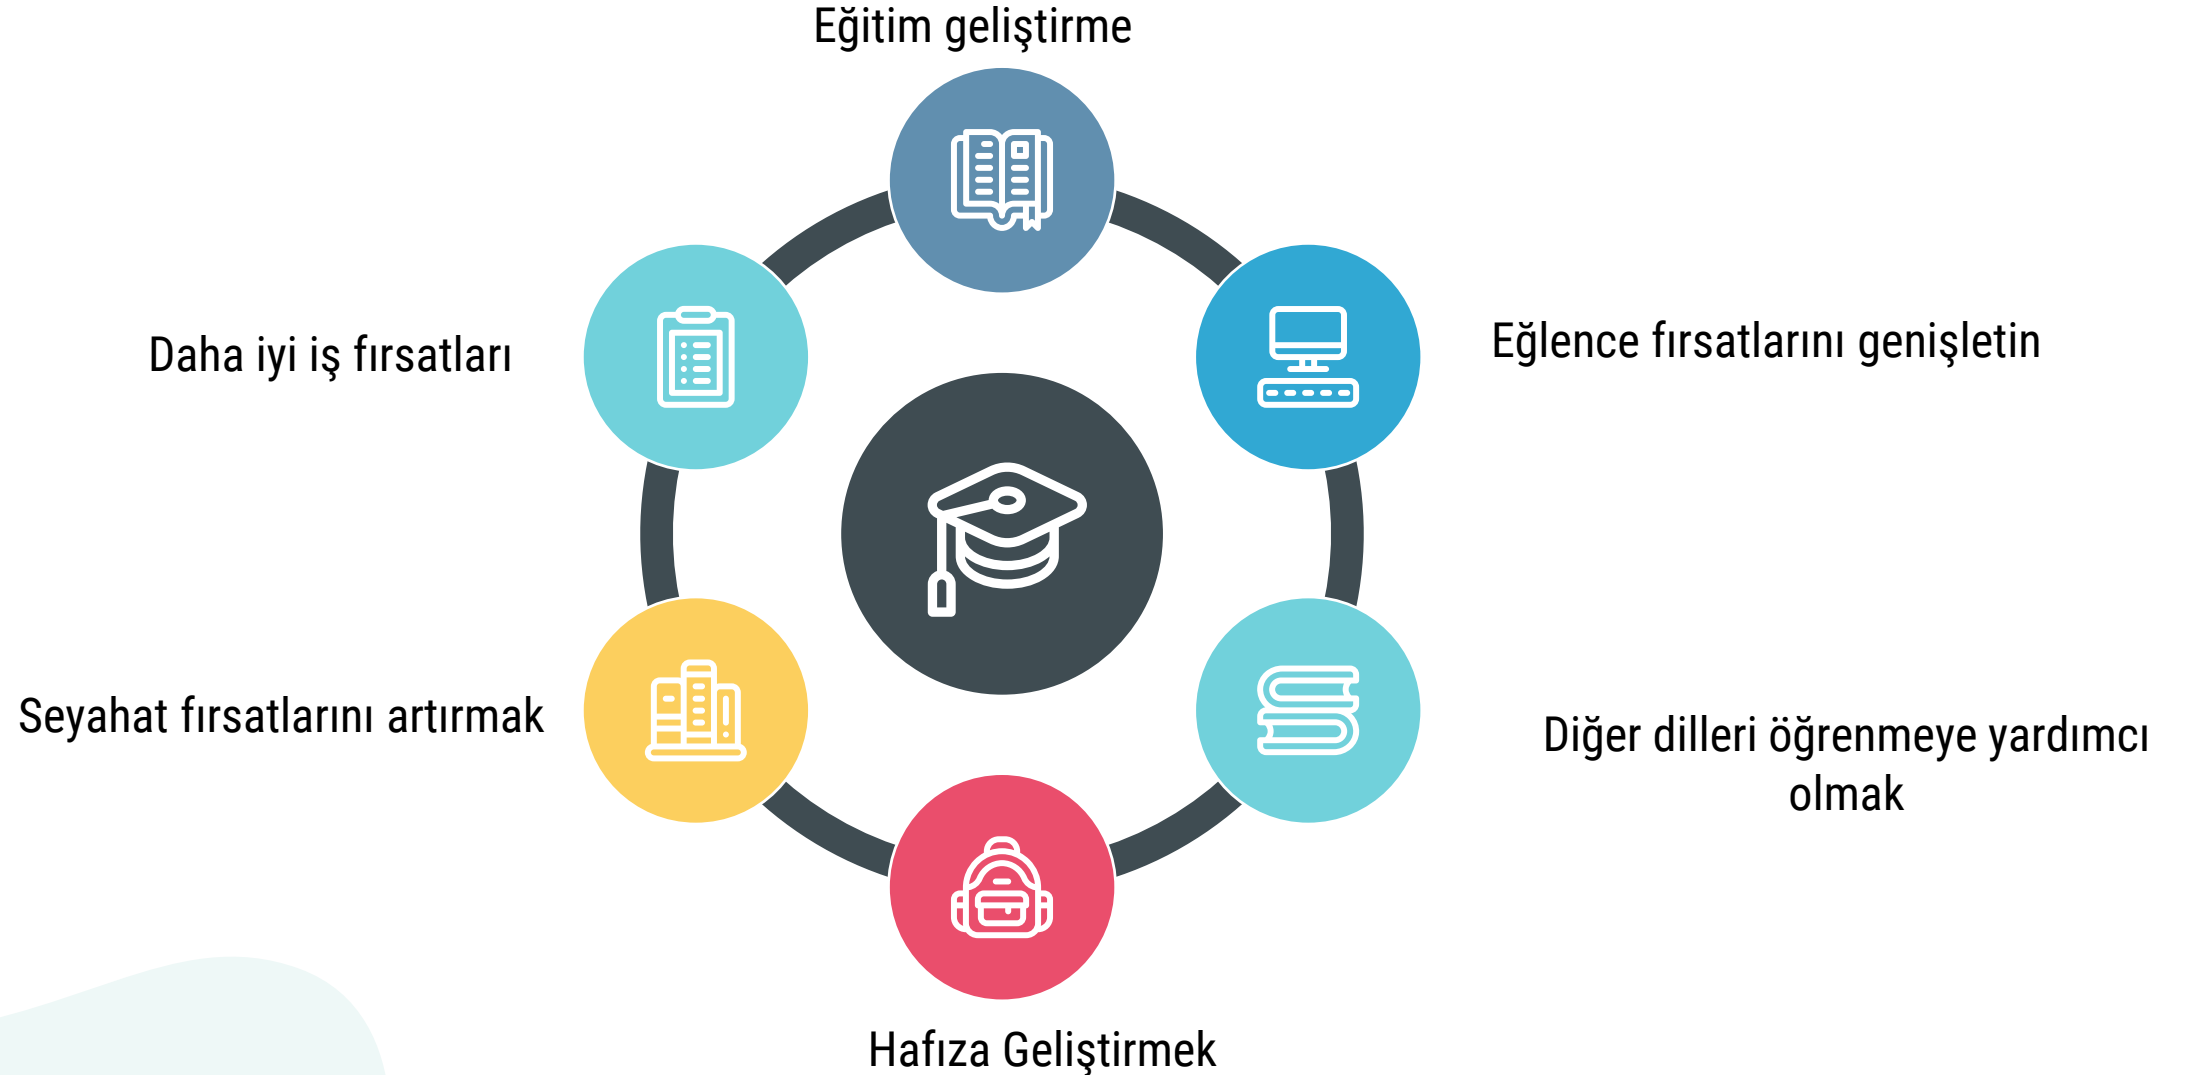 Eğitim geliştirme
Eğlence fırsatlarını genişletin
Daha iyi iş fırsatları
Seyahat fırsatlarını artırmak
Diğer dilleri öğrenmeye yardımcı
olmak
Hafıza Geliştirmek